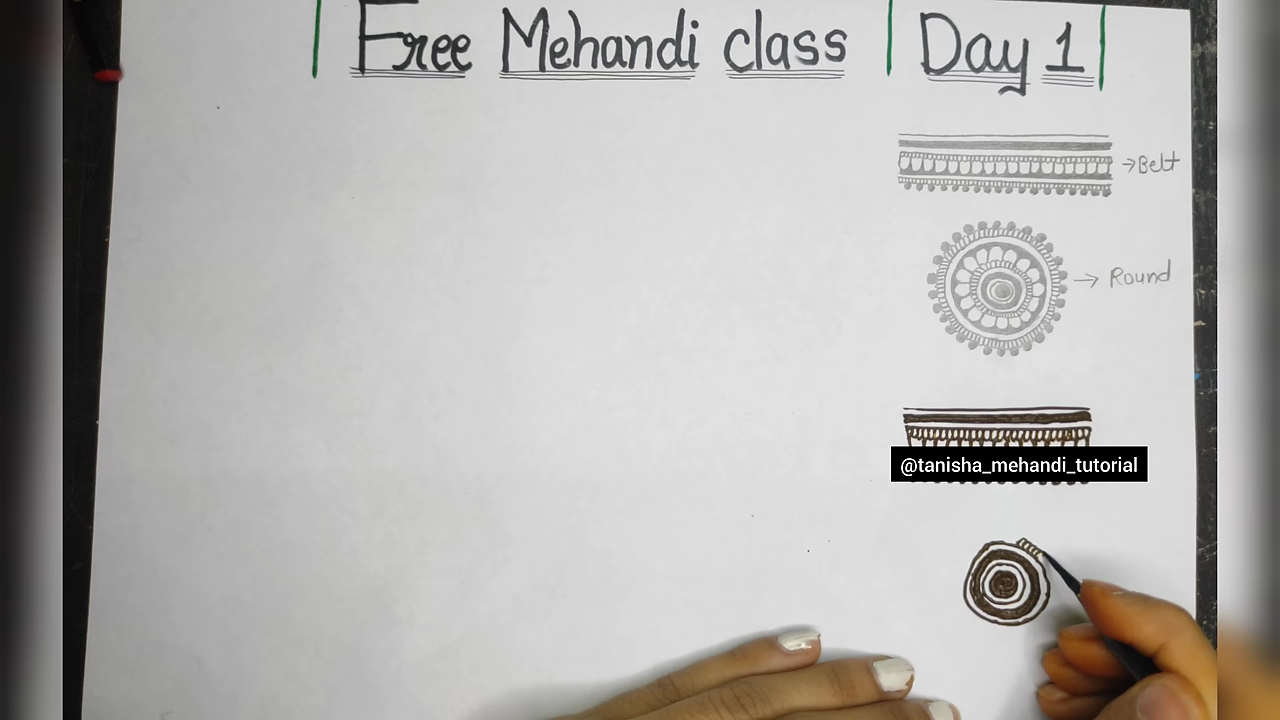 Free Mehandi class Day 1
→Belt
→ Round
@tanisha_mehandi_tutorial